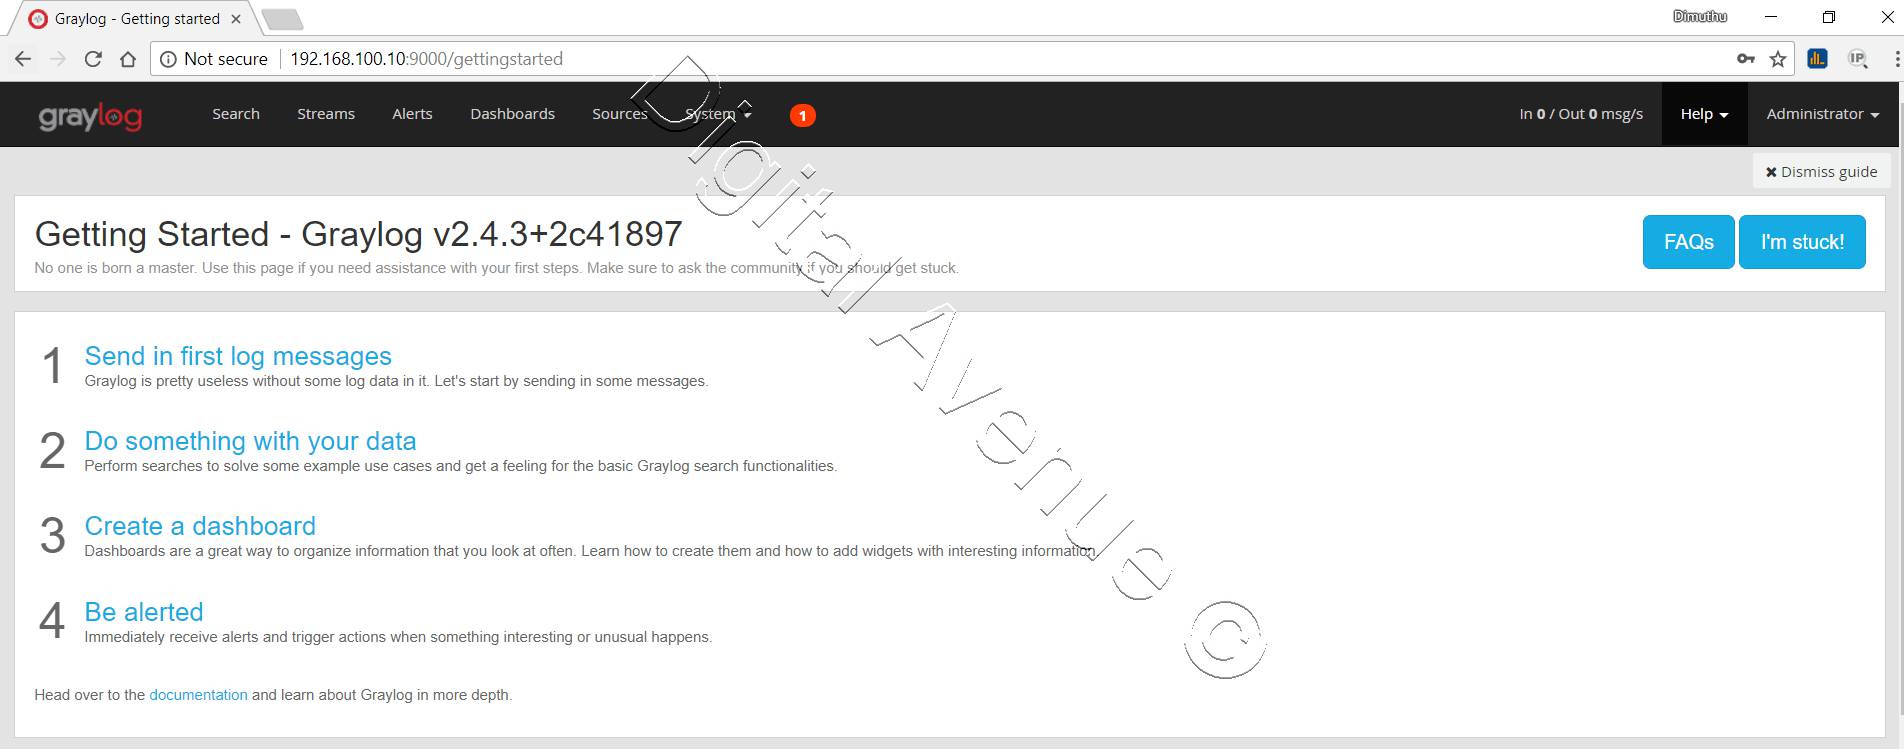 Graylog - Getting started
Dimuthu
Not secure 192.168.100.10:9000/gettingstarted
IP
graylog Search Streams Alerts Dashboards Sources System 1 In 0 / Out 0 msg/s Help Administrator
Dismiss guide
Getting Started - Graylog v2.4.3+2c41897
No one is born a master. Use this page if you need assistance with your first steps. Make sure to ask the community if you should get stuck.
FAQs I'm stuck!
1 Send in first log messages
Graylog is pretty useless without some log data in it. Let's start by sending in some messages.
2 Do something with your data
Perform searches to solve some example use cases and get a feeling for the basic Graylog search functionalities.
3 Create a dashboard
Dashboards are a great way to organize information that you look at often. Learn how to create them and how to add widgets with interesting information.
4 Be alerted
Immediately receive alerts and trigger actions when something interesting or unusual happens.
Head over to the documentation and learn about Graylog in more depth.
Digital Avenue ©